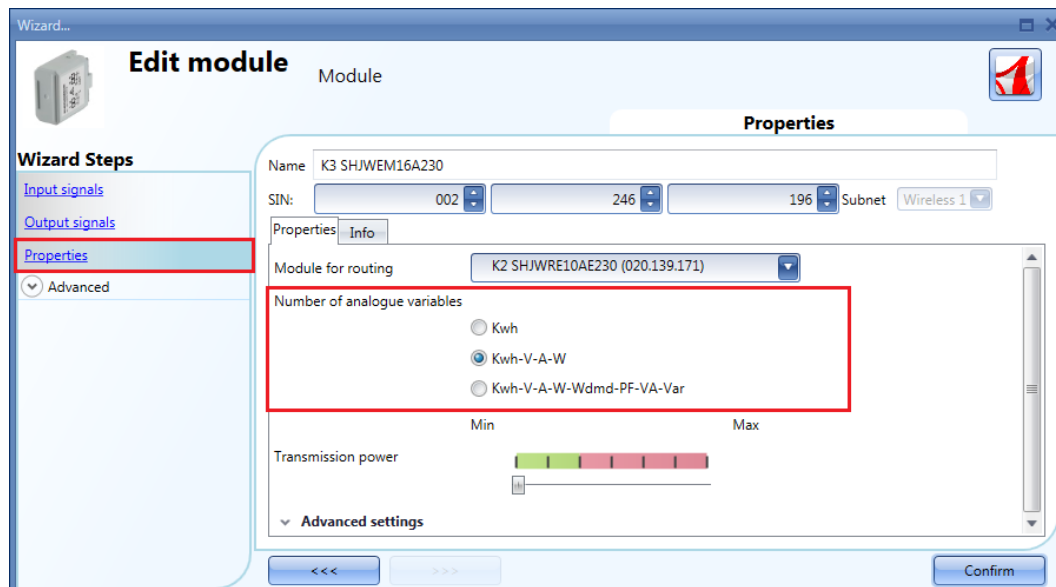 Wizard...
Edit module
Module
Properties
Wizard Steps
Input signals
Output signals
Properties
Advanced
Name K3 SHJWEM16A230
SIN: 002 246 196 Subnet Wireless 1
Properties Info
Module for routing K2 SHJWRE10AE230 (020.139.171)
Number of analogue variables
Kwh
Kwh-V-A-W
Kwh-V-A-W-Wdmd-PF-VA-Var
Min Max
Transmission power
Advanced settings
<<< >>> Confirm